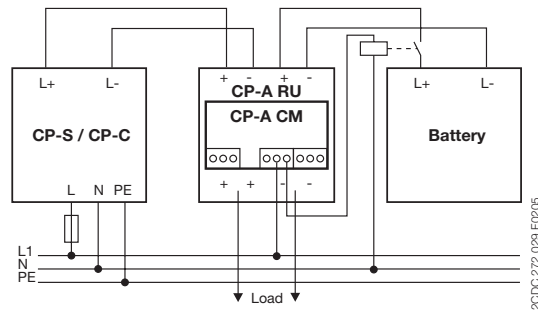 L+ L-
CP-S / CP-C
L N PE
+ - + -
CP-A RU
CP-A CM
+ + - -
L+ L-
Battery
L1
N
PE
Load
2CDC 272 029 F0205